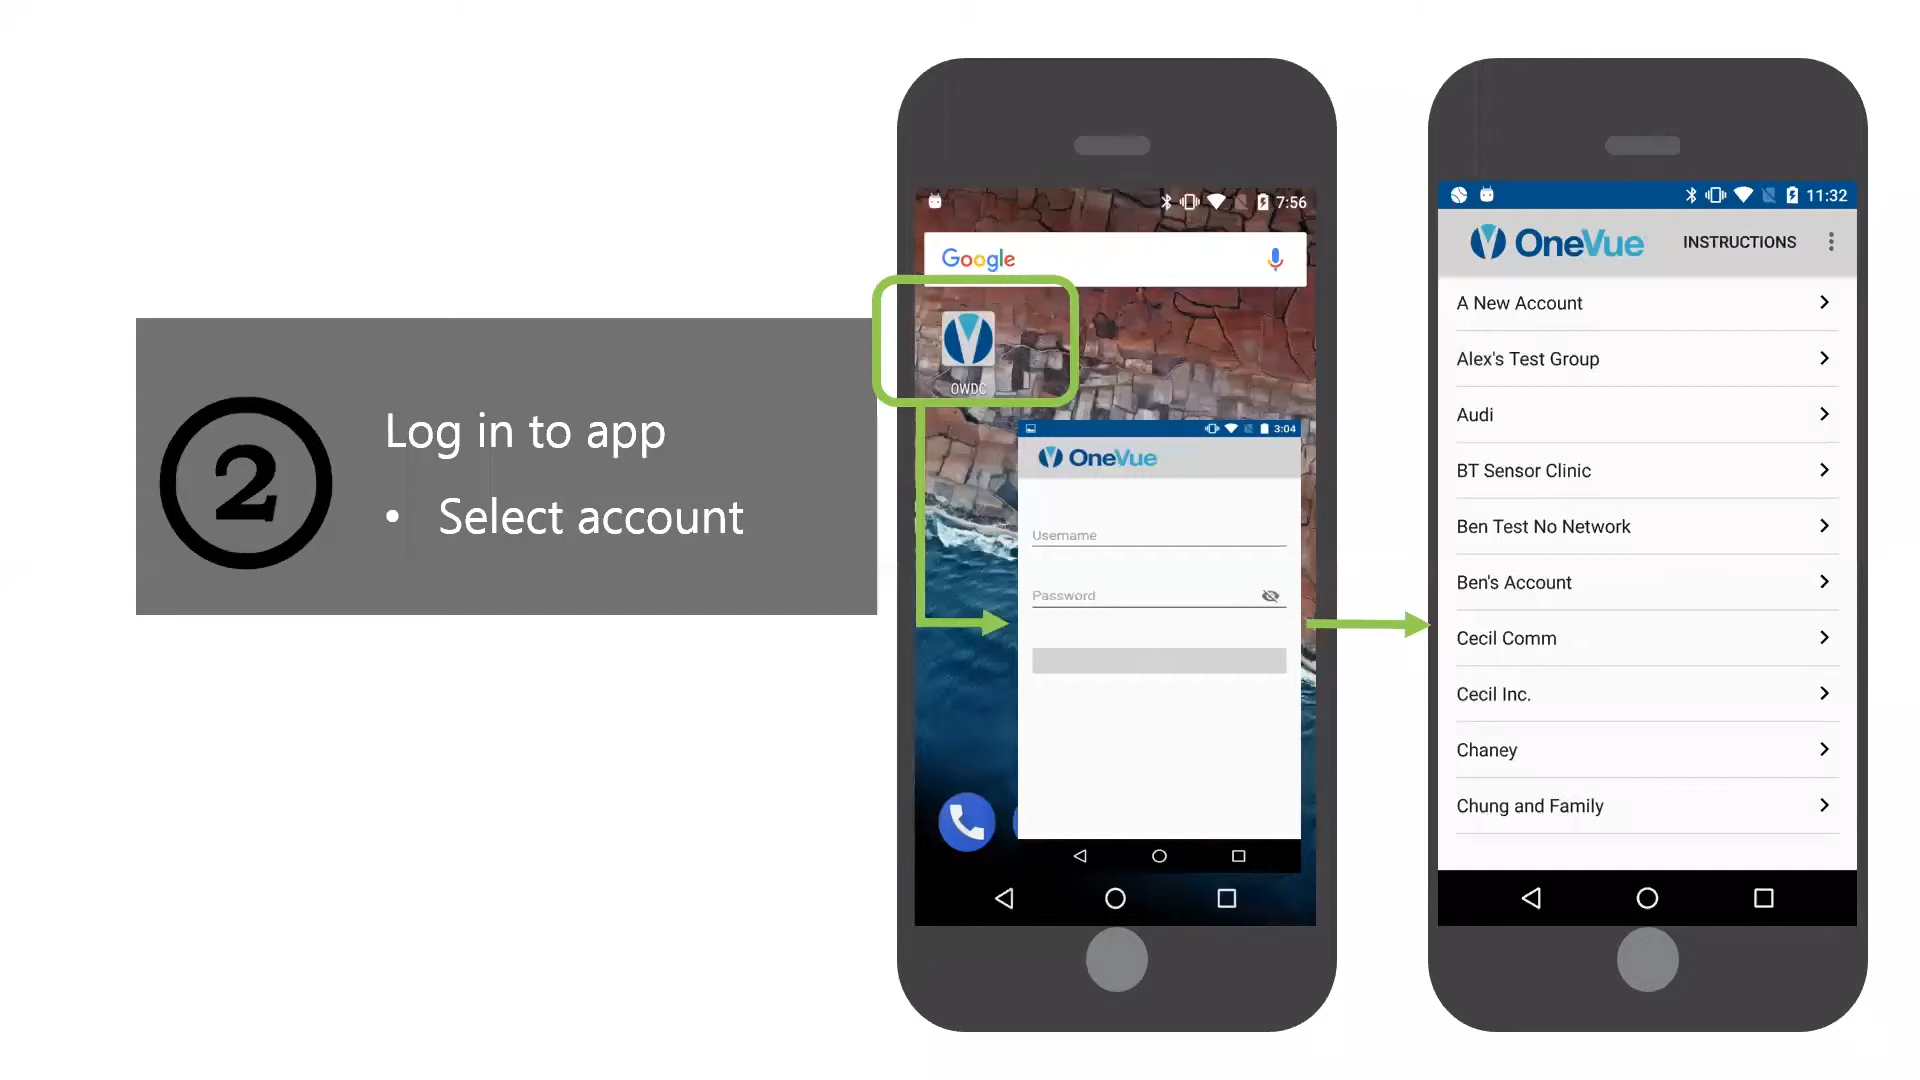 2
Log in to app
• Select account
7:56
Google
OWDC
3:04
OneVue
Username
Password
11:32
OneVue INSTRUCTIONS
A New Account
Alex's Test Group
Audi
BT Sensor Clinic
Ben Test No Network
Ben's Account
Cecil Comm
Cecil Inc.
Chaney
Chung and Family